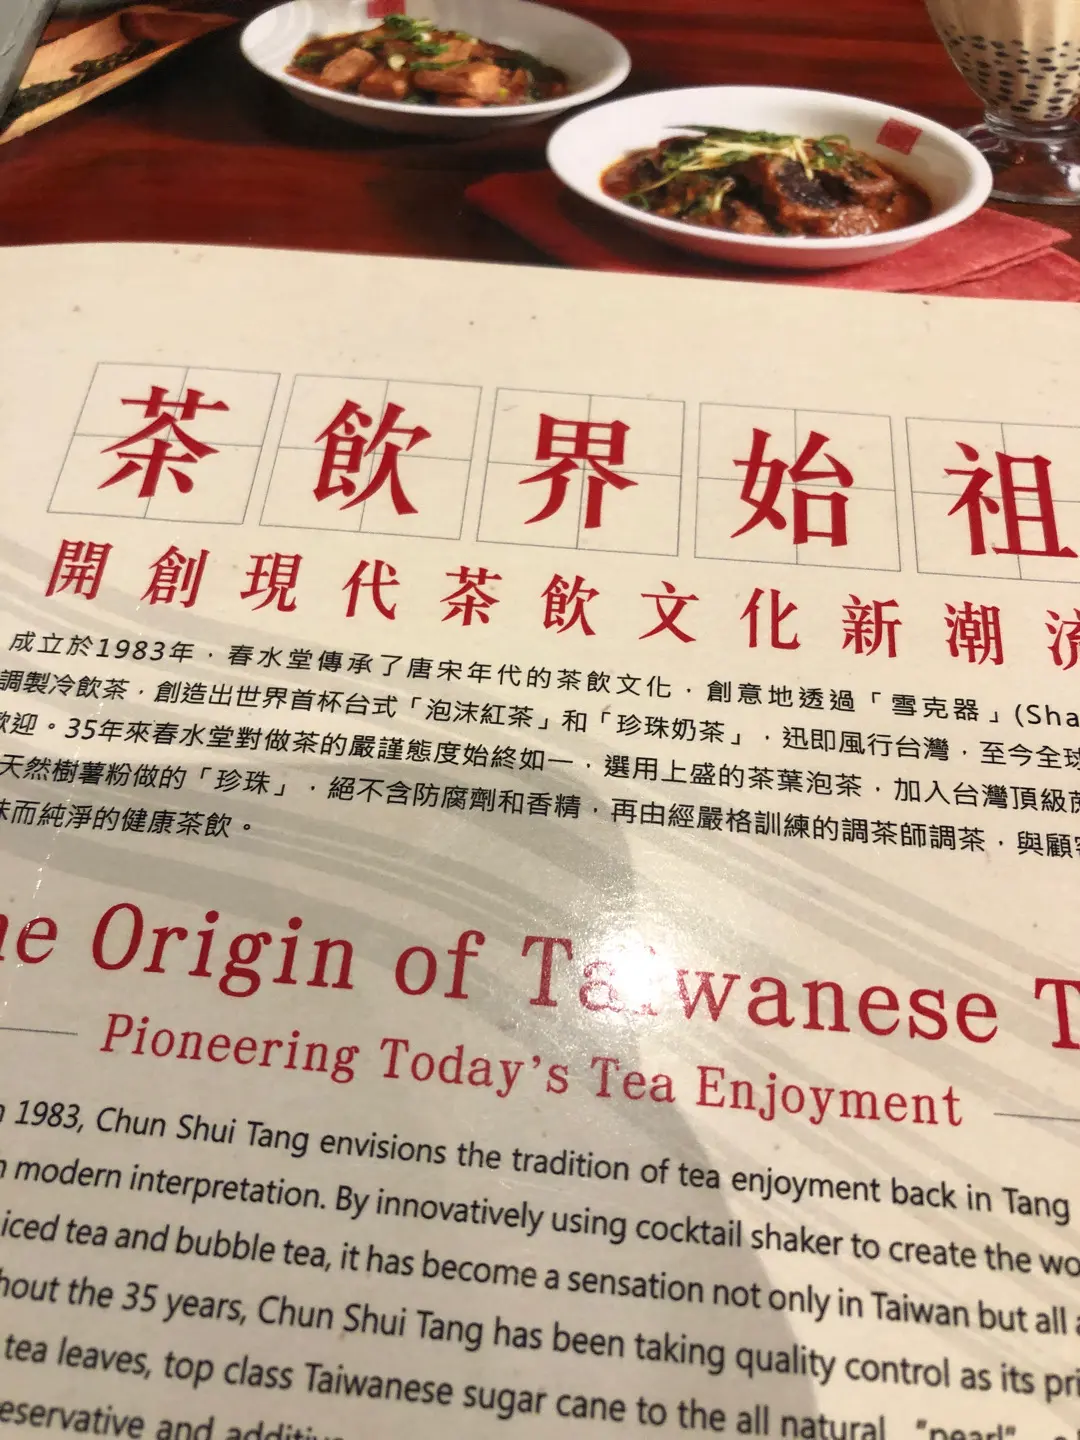 茶飲界始祖
開創現代茶飲文化新潮流
成立於1983年，春水堂傳承了唐宋年代的茶飲文化，創意地透過「雪克器」(Sha
調製冷飲茶，創造出世界首杯台式「泡沫紅茶」和「珍珠奶茶」，迅即風行台灣，至今全球
歡迎。35年來春水堂對做茶的嚴謹態度始終如一，選用上盛的茶葉泡茶，加入台灣頂級蔗
天然樹薯粉做的「珍珠」，絕不含防腐劑和香精，再由經嚴格訓練的調茶師調茶，與顧客
味而純淨的健康茶飲。
he Origin of Taiwanese T
Pioneering Today's Tea Enjoyment
n 1983, Chun Shui Tang envisions the tradition of tea enjoyment back in Tang
n modern interpretation. By innovatively using cocktail shaker to create the wo
iced tea and bubble tea, it has become a sensation not only in Taiwan but all a
hout the 35 years, Chun Shui Tang has been taking quality control as its pri
tea leaves, top class Taiwanese sugar cane to the all natural "pearl"
eservative and additiv